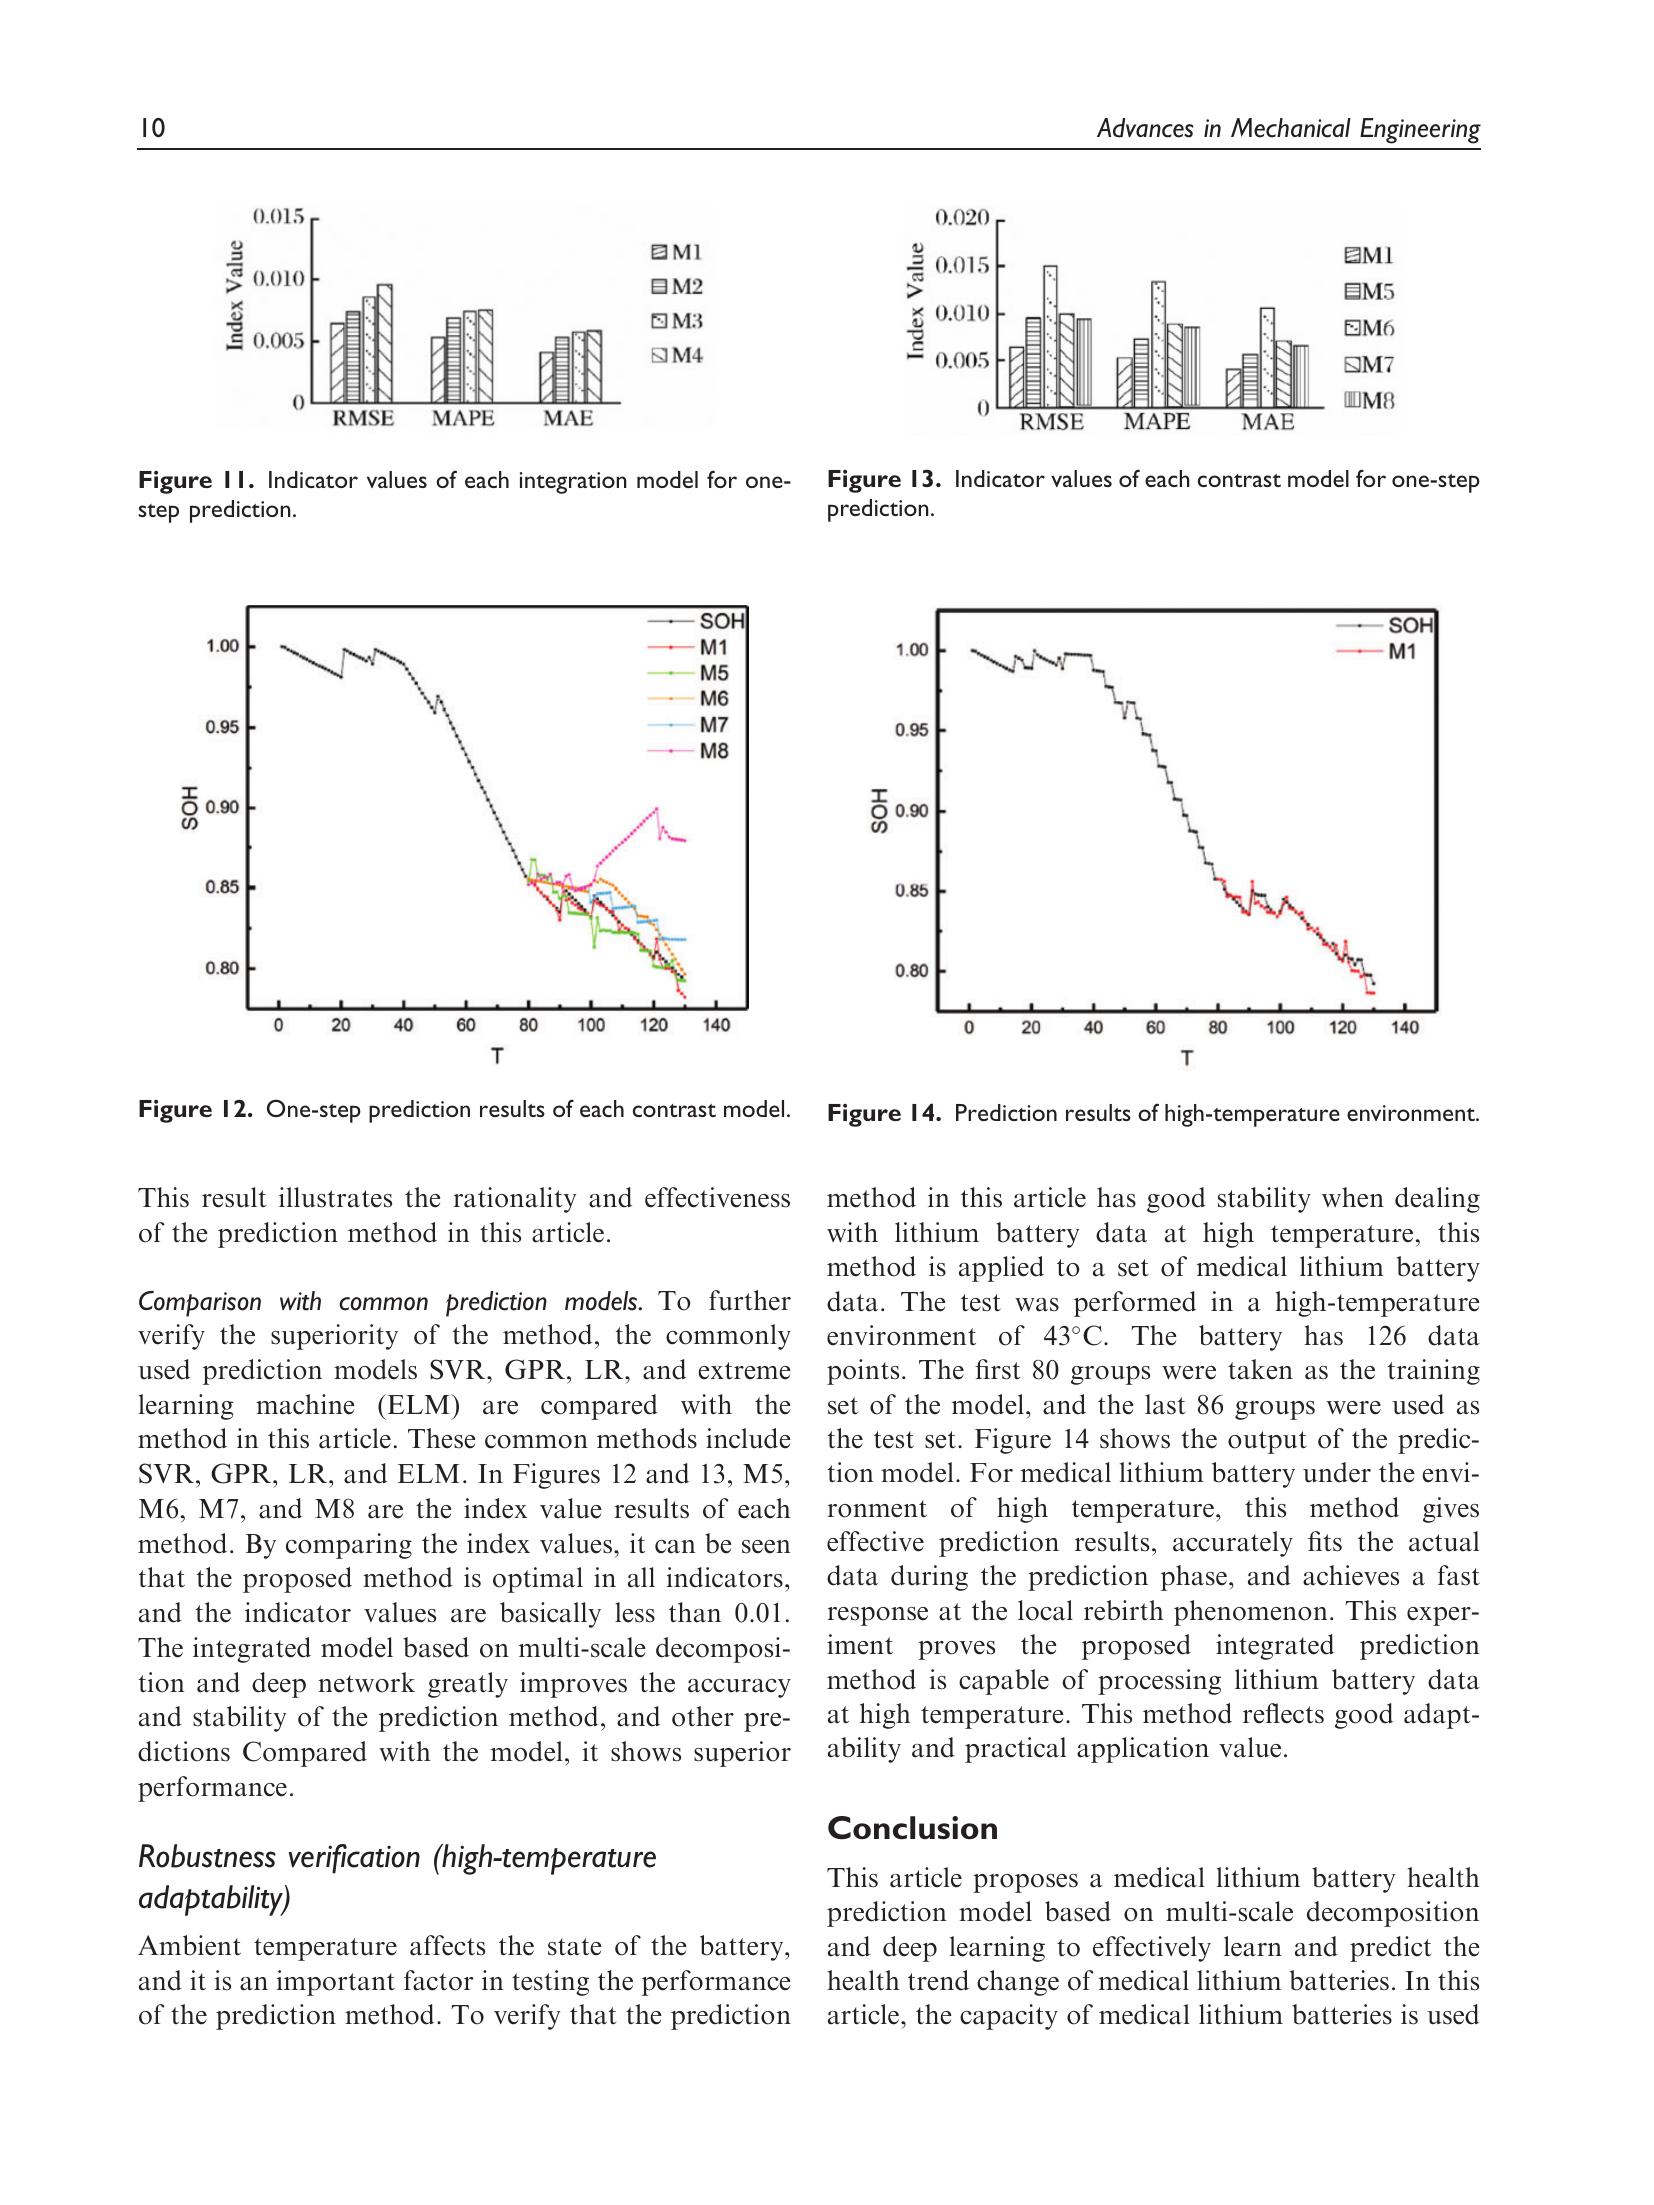 10
Advances in Mechanical Engineering
0.015
0.010
0.005
0
Index Value
RMSE MAPE MAE
M1
M2
M3
M4
Figure 11. Indicator values of each integration model for one-
step prediction.
0.020
0.015
0.010
0.005
0
Index Value
RMSE MAPE MAE
M1
M5
M6
M7
M8
Figure 13. Indicator values of each contrast model for one-step
prediction.
SOH
M1
M5
M6
M7
M8
1.00
0.95
0.90
0.85
0.80
SOH
0 20 40 60 80 100 120 140
T
Figure 12. One-step prediction results of each contrast model.
SOH
M1
1.00
0.95
0.90
0.85
0.80
SOH
0 20 40 60 80 100 120 140
T
Figure 14. Prediction results of high-temperature environment.
This result illustrates the rationality and effectiveness
of the prediction method in this article.
Comparison with common prediction models. To further
verify the superiority of the method, the commonly
used prediction models SVR, GPR, LR, and extreme
learning machine (ELM) are compared with the
method in this article. These common methods include
SVR, GPR, LR, and ELM. In Figures 12 and 13, M5,
M6, M7, and M8 are the index value results of each
method. By comparing the index values, it can be seen
that the proposed method is optimal in all indicators,
and the indicator values are basically less than 0.01.
The integrated model based on multi-scale decomposi-
tion and deep network greatly improves the accuracy
and stability of the prediction method, and other pre-
dictions Compared with the model, it shows superior
performance.
Robustness verification (high-temperature
adaptability)
Ambient temperature affects the state of the battery,
and it is an important factor in testing the performance
of the prediction method. To verify that the prediction
method in this article has good stability when dealing
with lithium battery data at high temperature, this
method is applied to a set of medical lithium battery
data. The test was performed in a high-temperature
environment of 43°C. The battery has 126 data
points. The first 80 groups were taken as the training
set of the model, and the last 86 groups were used as
the test set. Figure 14 shows the output of the predic-
tion model. For medical lithium battery under the envi-
ronment of high temperature, this method gives
effective prediction results, accurately fits the actual
data during the prediction phase, and achieves a fast
response at the local rebirth phenomenon. This exper-
iment proves the proposed integrated prediction
method is capable of processing lithium battery data
at high temperature. This method reflects good adapt-
ability and practical application value.
Conclusion
This article proposes a medical lithium battery health
prediction model based on multi-scale decomposition
and deep learning to effectively learn and predict the
health trend change of medical lithium batteries. In this
article, the capacity of medical lithium batteries is used